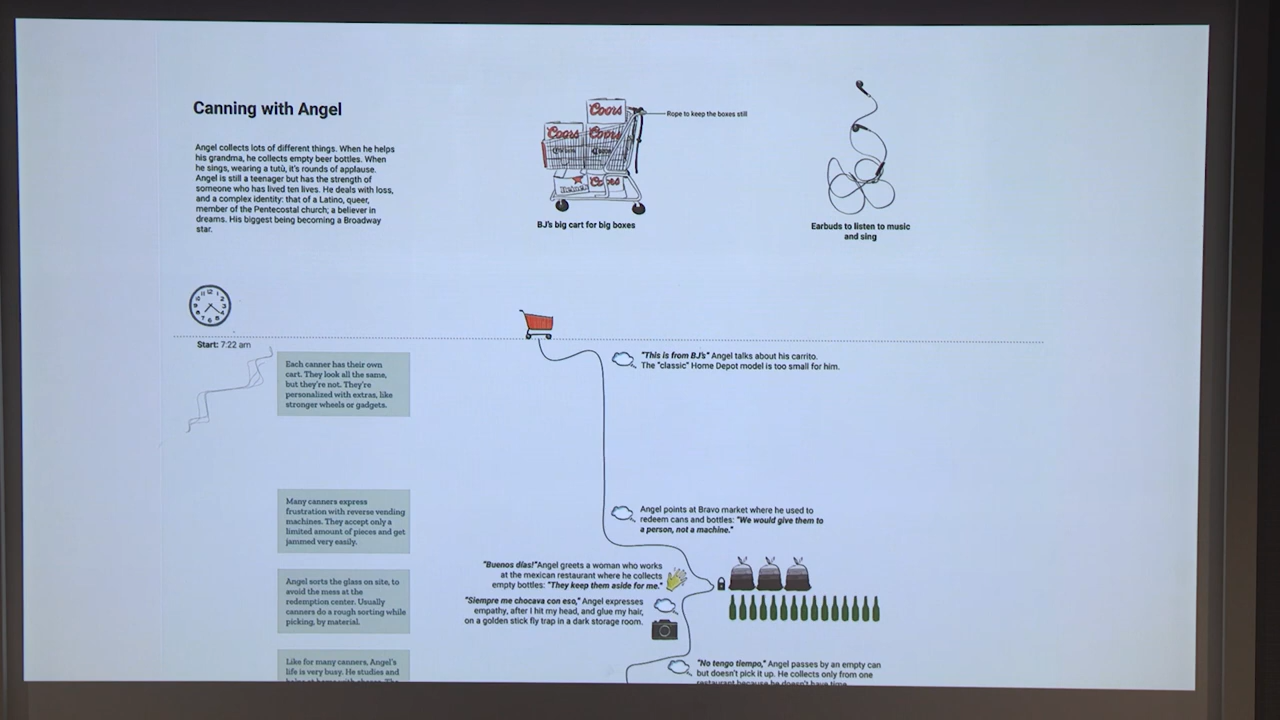 Canning with Angel
Angel collects lots of different things. When he helps
his grandma, he collects empty beer bottles. When
he sings, wearing a tutù, it's rounds of applause.
Angel is still a teenager but has the strength of
someone who has lived ten lives. He deals with loss,
and a complex identity: that of a Latino, queer,
member of the Pentecostal church; a believer in
dreams. His biggest being becoming a Broadway
star.
Coors
Coors Coors
Rope to keep the boxes still
BJ's big cart for big boxes
Earbuds to listen to music
and sing
Start: 7:22 am
Each canner has their own
cart. They look all the same,
but they're not. They're
personalized with extras, like
stronger wheels or gadgets.
"This is from BJ's" Angel talks about his carrito.
The "classic" Home Depot model is too small for him.
Many canners express
frustration with reverse vending
machines. They accept only a
limited amount of pieces and get
jammed very easily.
Angel points at Bravo market where he used to
redeem cans and bottles: "We would give them to
a person, not a machine."
"Buenos días!"Angel greets a woman who works
at the mexican restaurant where he collects
empty bottles: "They keep them aside for me."
Angel sorts the glass on site, to
avoid the mess at the
redemption center. Usually
canners do a rough sorting while
picking, by material.
"Siempre me chocava con eso," Angel expresses
empathy, after I hit my head, and glue my hair,
on a golden stick fly trap in a dark storage room.
Like for many canners, Angel's
life is very busy. He studies and
"No tengo tiempo," Angel passes by an empty can
but doesn't pick it up. He collects only from one
restaurant because he doesn't have time